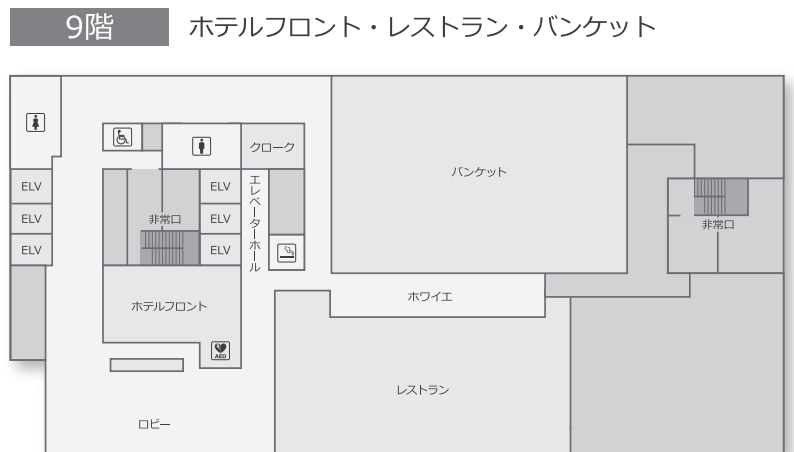 9階
ホテルフロント・レストラン・バンケット
クローク
バンケット
ELV
ELV
エレベーターホール
ELV
ELV
非常口
非常口
ELV
ELV
ホワイエ
ホテルフロント
AED
レストラン
ロビー